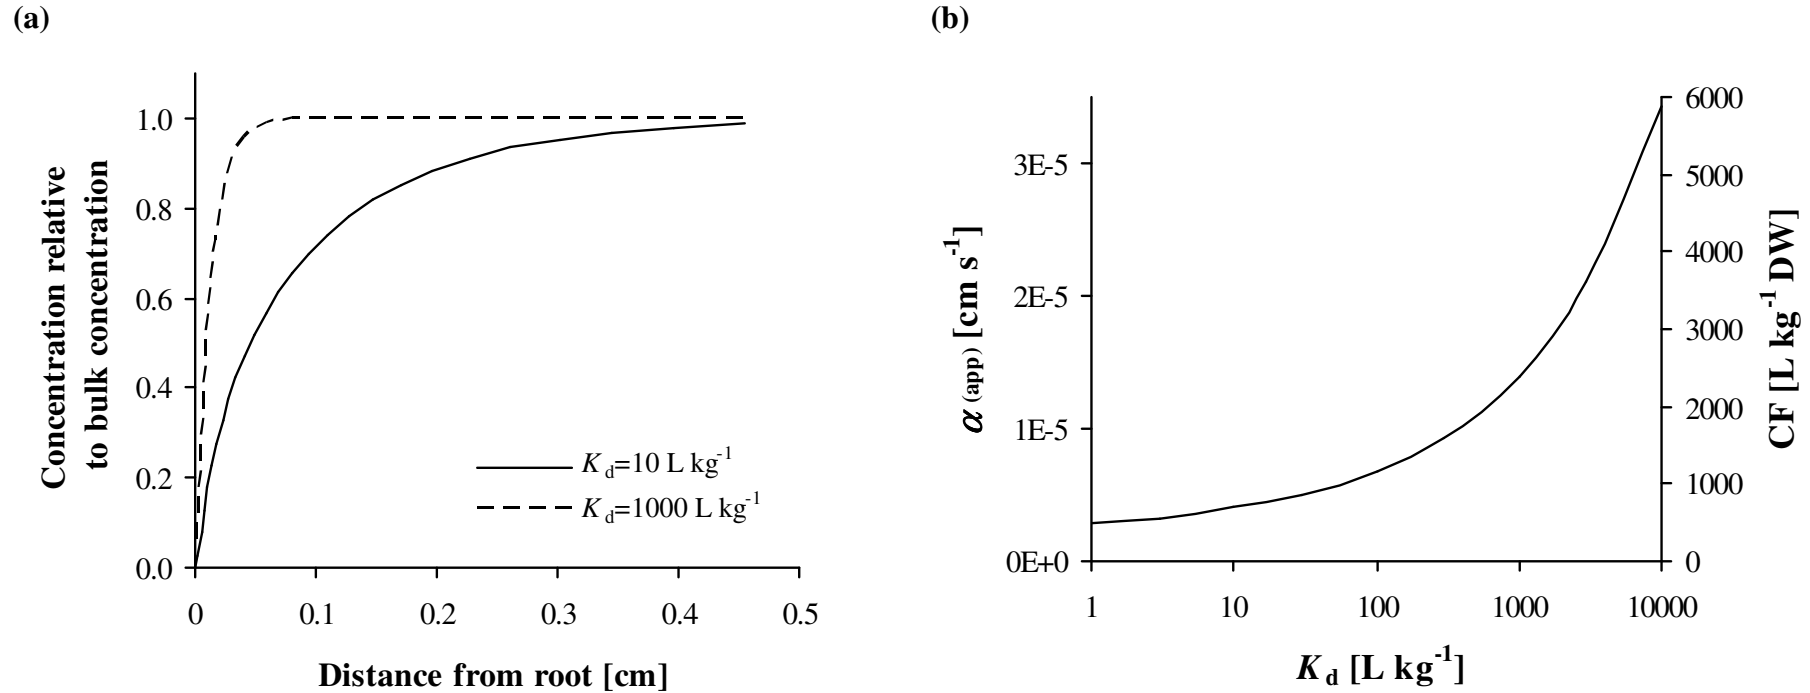 (a)
Concentration relative
to bulk concentration
1.0
0.8
0.6
0.4
0.2
0.0
0 0.1 0.2 0.3 0.4 0.5
Distance from root [cm]
K d=10 L kg-1
K d=1000 L kg-1
(b)
α (app) [cm s-1]
3E-5
2E-5
1E-5
0E+0
1 10 100 1000 10000
K d [L kg-1]
6000
5000
4000
3000
2000
1000
0
CF [L kg-1 DW]